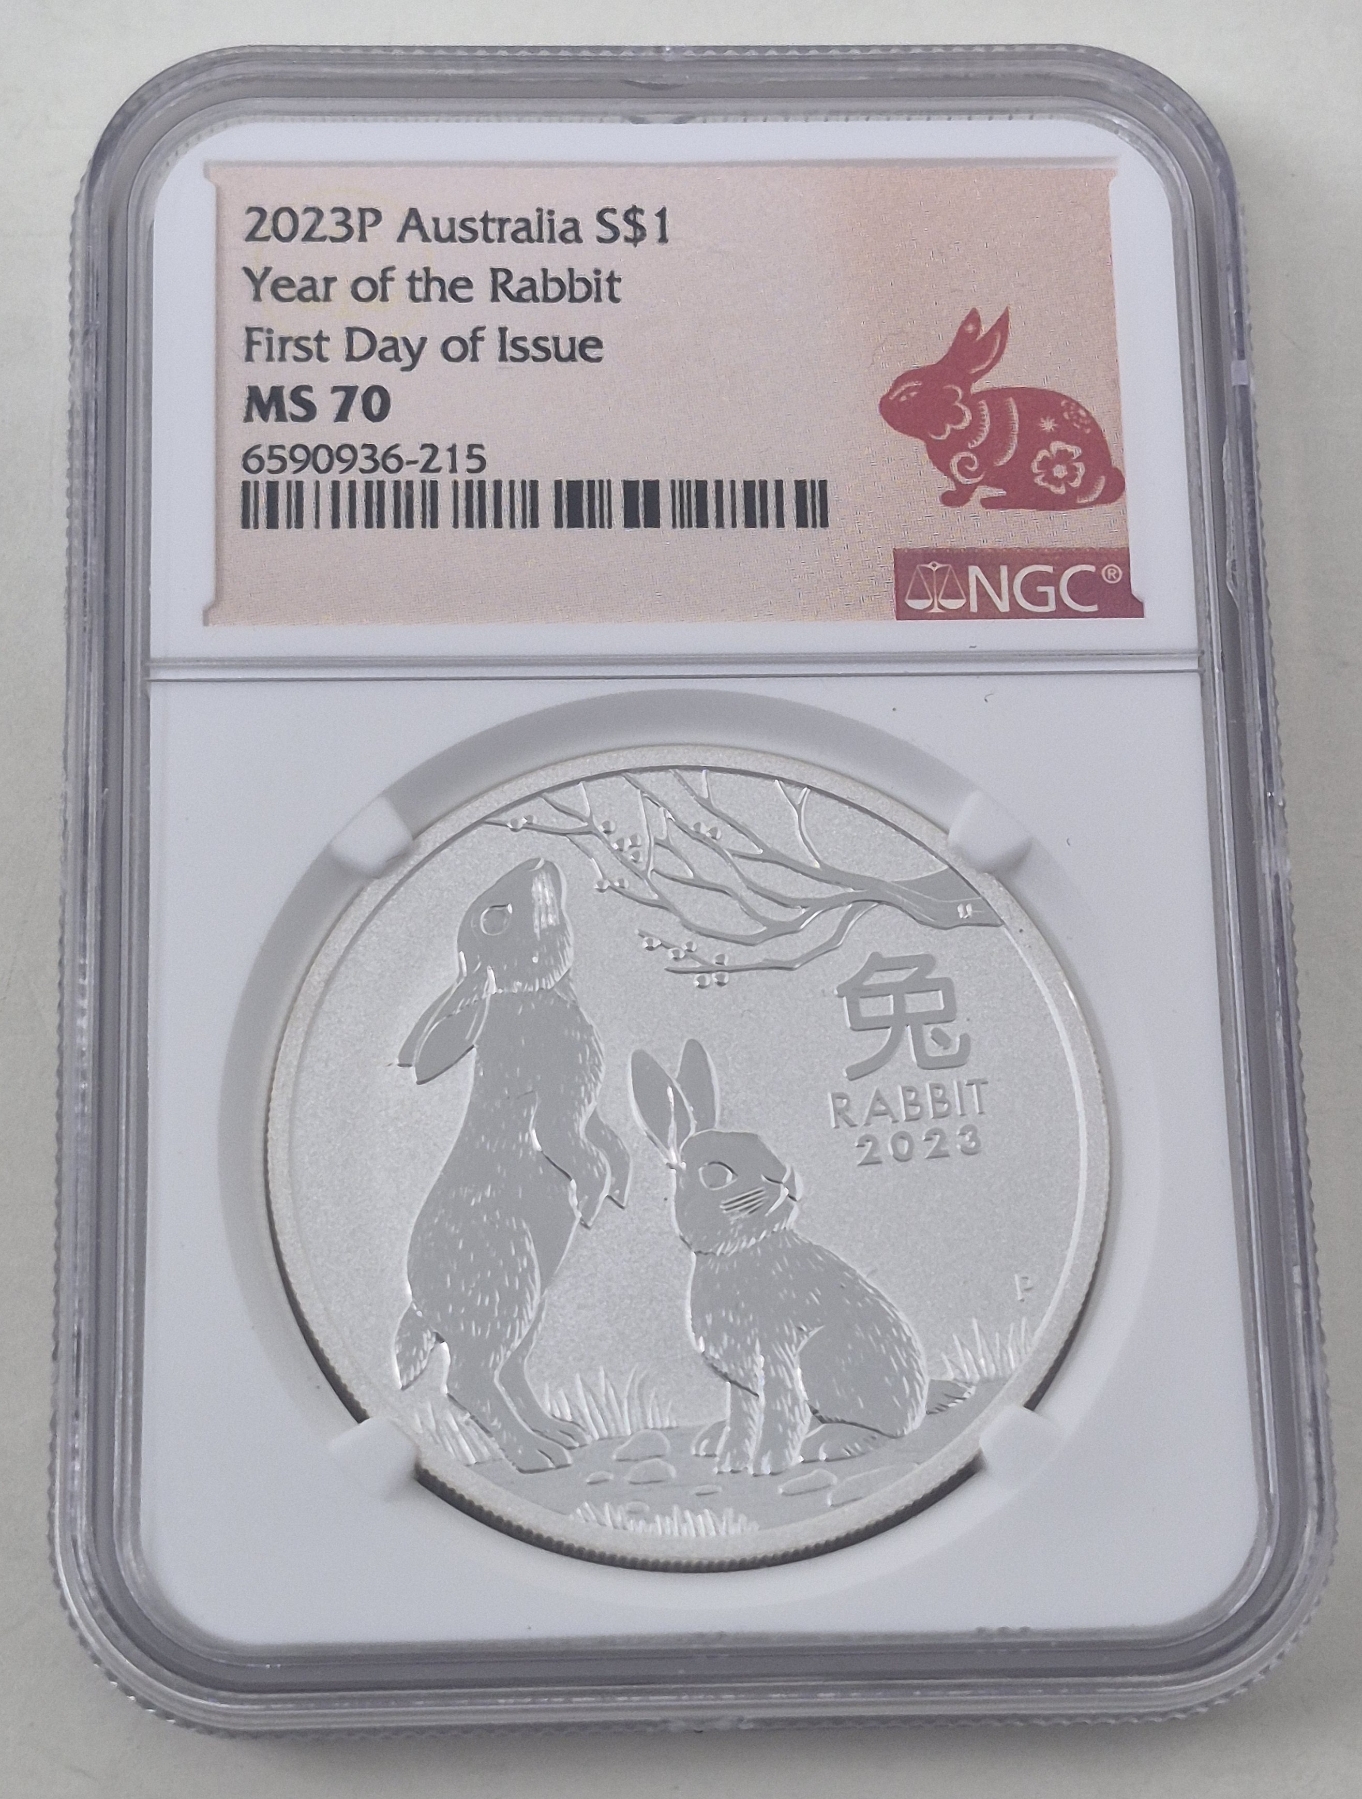 2023P Australia S$1
Year of the Rabbit
First Day of Issue
MS 70
6590936-215
NGC®
兔
RABBIT
2023
P